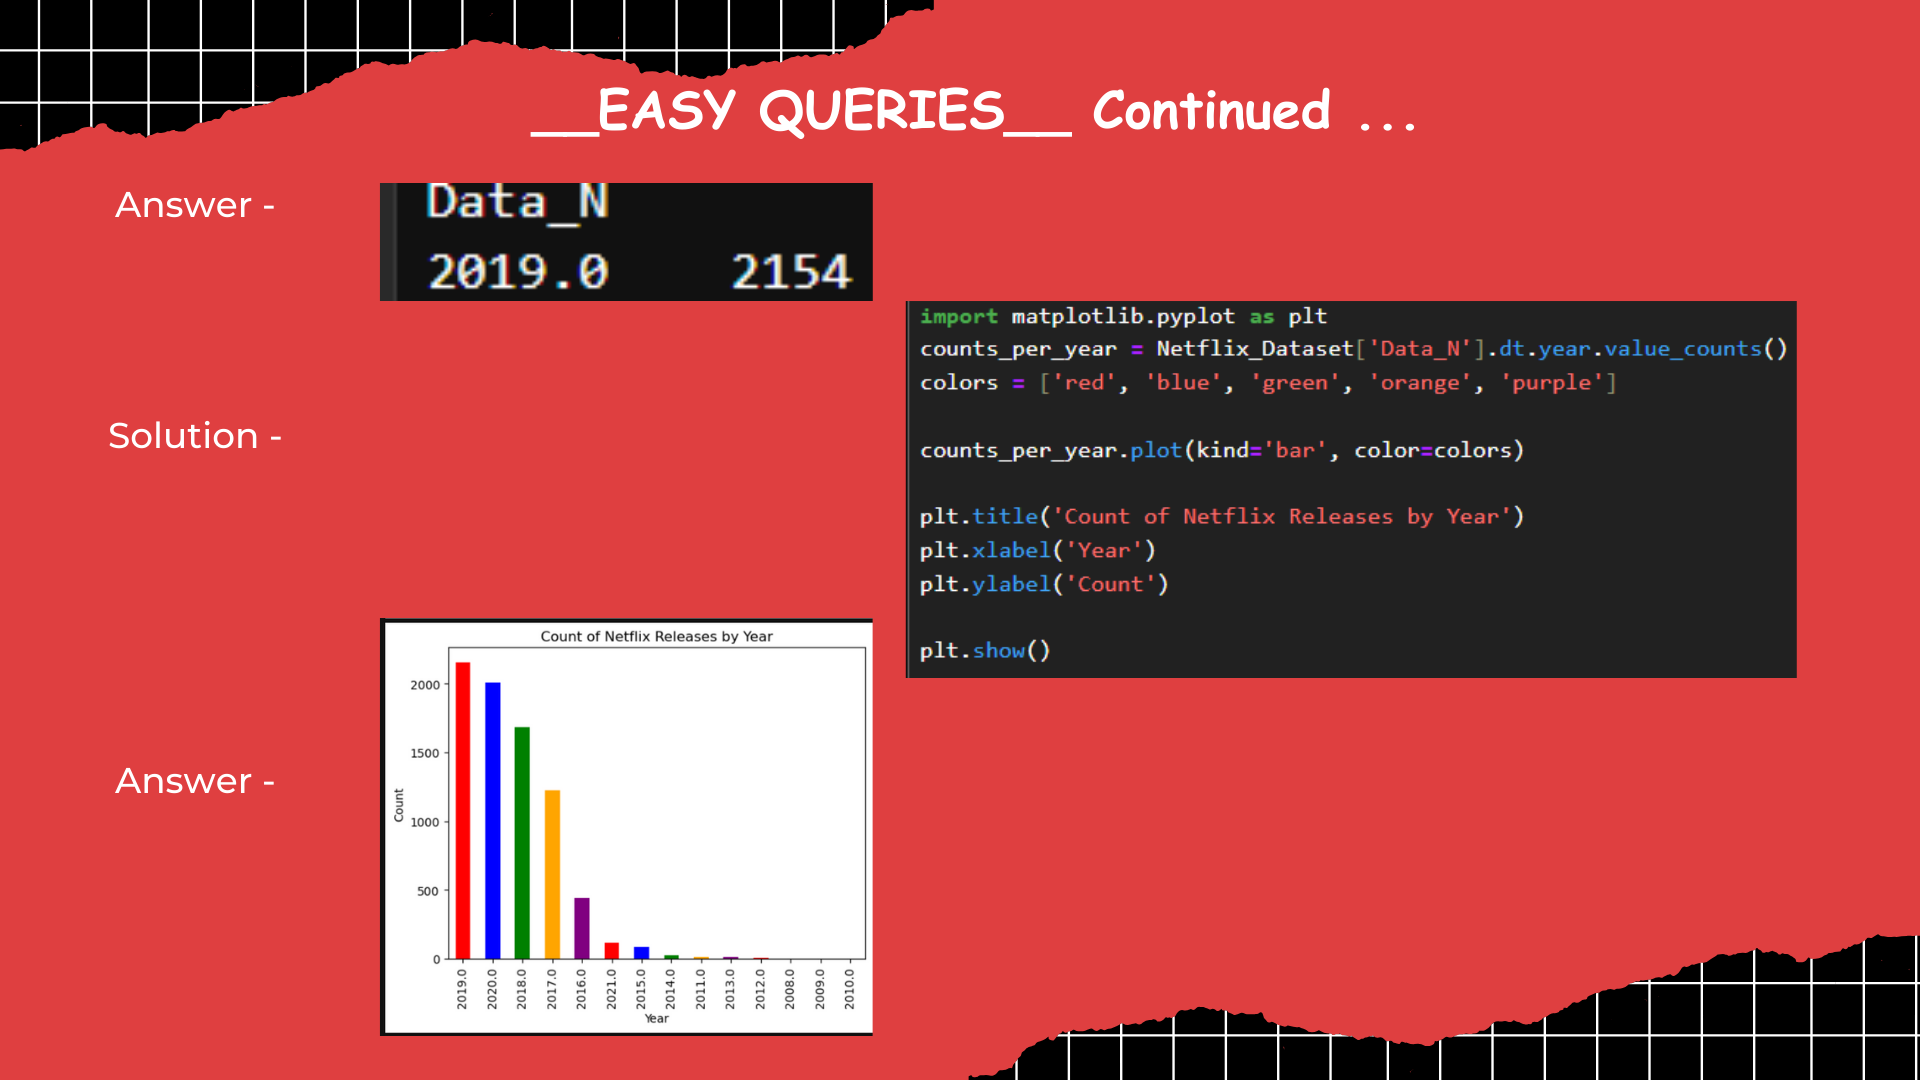 __EASY QUERIES__ Continued ...
Answer -
Data_N
2019.0 2154
Solution -
import matplotlib.pyplot as plt
counts_per_year = Netflix_Dataset['Data_N'].dt.year.value_counts()
colors = ['red', 'blue', 'green', 'orange', 'purple']
counts_per_year.plot(kind='bar', color=colors)
plt.title('Count of Netflix Releases by Year')
plt.xlabel('Year')
plt.ylabel('Count')
plt.show()
Answer -
Count of Netflix Releases by Year
Count
2000
1500
1000
500
0
2019.0
2020.0
2018.0
2017.0
2016.0
2021.0
2015.0
2014.0
2011.0
2013.0
2012.0
2008.0
2009.0
2010.0
Year